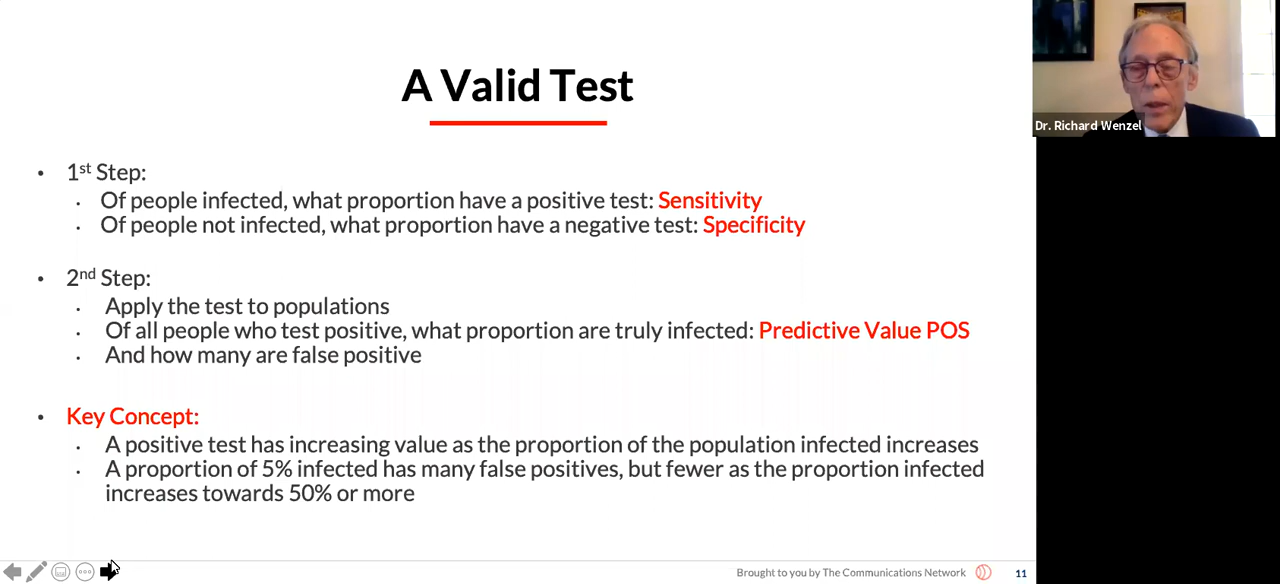 A Valid Test
Dr. Richard Wenzel
• 1st Step:
• Of people infected, what proportion have a positive test: Sensitivity
• Of people not infected, what proportion have a negative test: Specificity
• 2nd Step:
• Apply the test to populations
• Of all people who test positive, what proportion are truly infected: Predictive Value POS
• And how many are false positive
• Key Concept:
• A positive test has increasing value as the proportion of the population infected increases
• A proportion of 5% infected has many false positives, but fewer as the proportion infected
increases towards 50% or more
Brought to you by The Communications Network
11